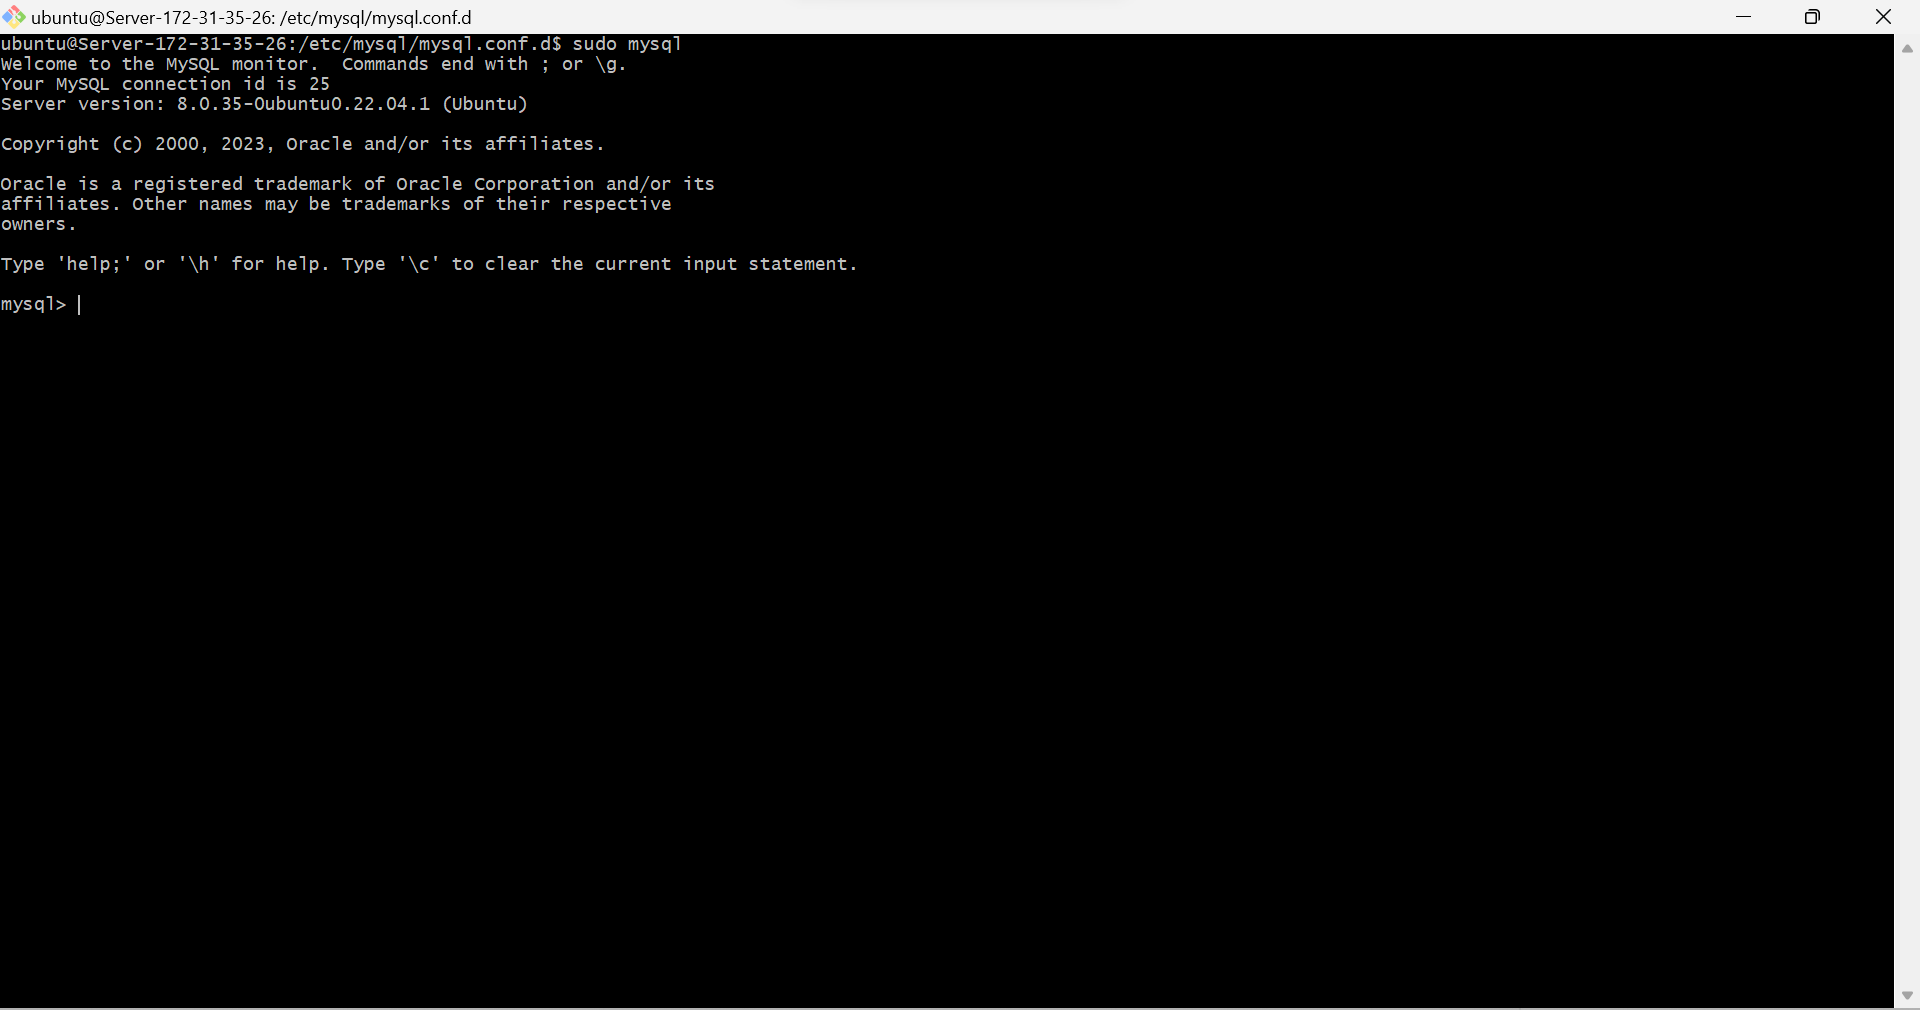 ubuntu@Server-172-31-35-26: /etc/mysql/mysql.conf.d
ubuntu@Server-172-31-35-26:/etc/mysql/mysql.conf.d$ sudo mysql
Welcome to the MySQL monitor.  Commands end with ; or \g.
Your MySQL connection id is 25
Server version: 8.0.35-0ubuntu0.22.04.1 (Ubuntu)
Copyright (c) 2000, 2023, Oracle and/or its affiliates.
Oracle is a registered trademark of Oracle Corporation and/or its
affiliates. Other names may be trademarks of their respective
owners.
Type 'help;' or '\h' for help. Type '\c' to clear the current input statement.
mysql>